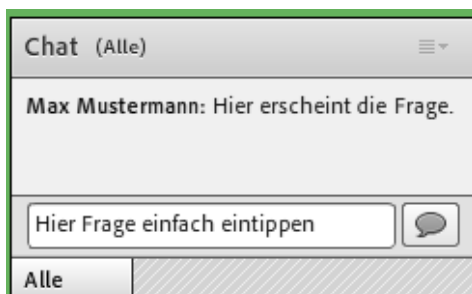 Chat (Alle)
Max Mustermann: Hier erscheint die Frage.
Hier Frage einfach eintippen
Alle